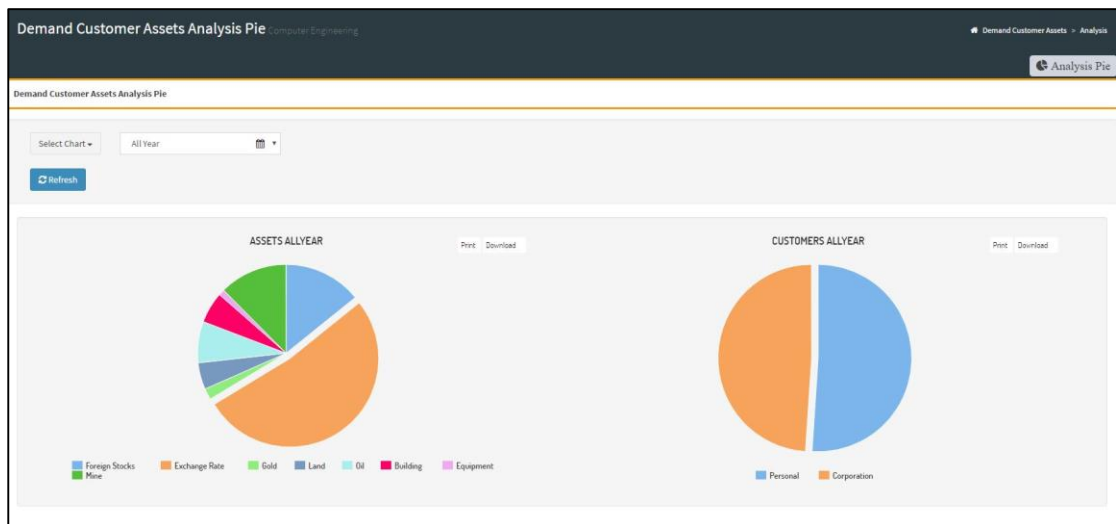 Demand Customer Assets Analysis Pie Computer Engineering
Demand Customer Assets > Analysis
Analysis Pie
Demand Customer Assets Analysis Pie
Select Chart
All Year
Refresh
ASSETS ALLYEAR
Print Download
CUSTOMERS ALLYEAR
Print Download
Foreign Stocks Exchange Rate Gold Land Oil Building Equipment
Mine
Personal Corporation